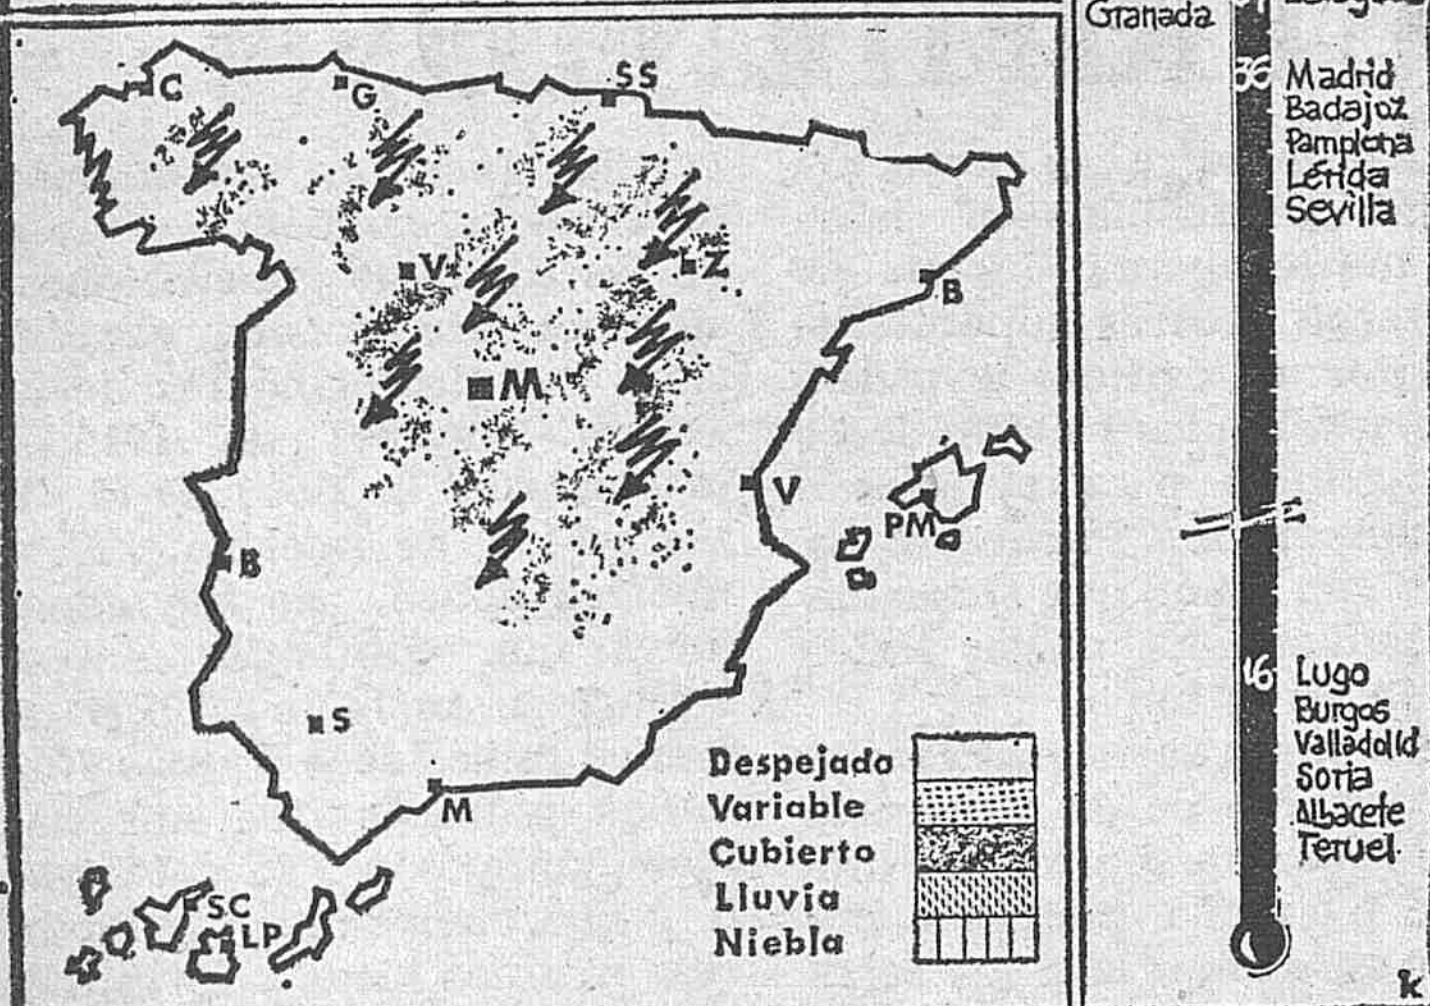 C
G
SS
V
Z
B
M
V
PM
B
S
M
SC
LP
Despejado
Variable
Cubierto
Lluvia
Niebla
Granada
36 Madrid
Badajoz
Pamplona
Lérida
Sevilla
16 Lugo
Burgos
Valladolid
Soria
Albacete
Teruel
k